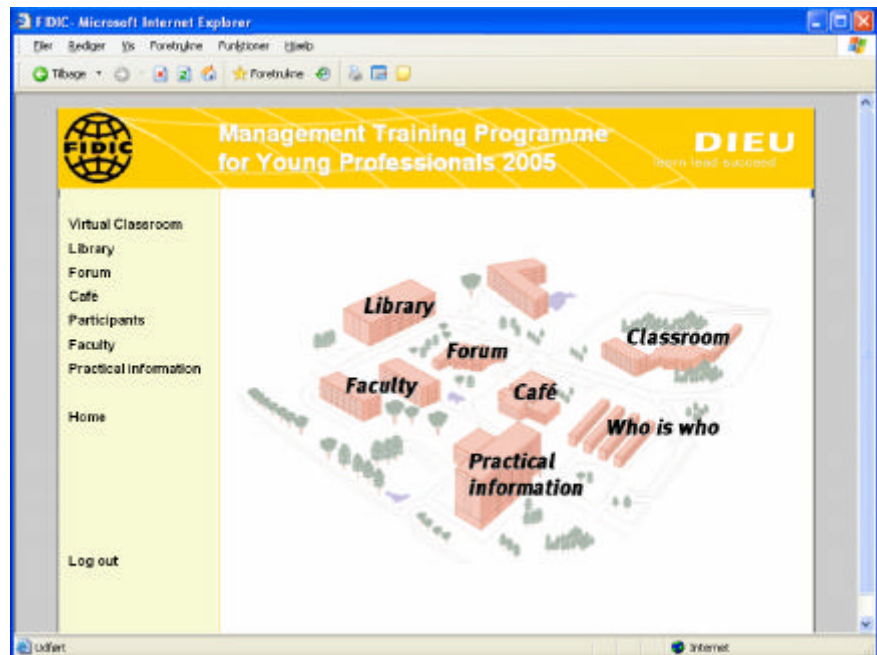 FIDIC - Microsoft Internet Explorer
Filer Rediger Vis Foretrukne Funktioner Hjælp
Tilbage Foretrukne
FIDIC
Management Training Programme
for Young Professionals 2005
DIEU
learn lead succeed
Virtual Classroom
Library
Forum
Café
Participants
Faculty
Practical information
Home
Log out
Library
Forum
Classroom
Faculty
Café
Who is who
Practical
information
Udført
Internet